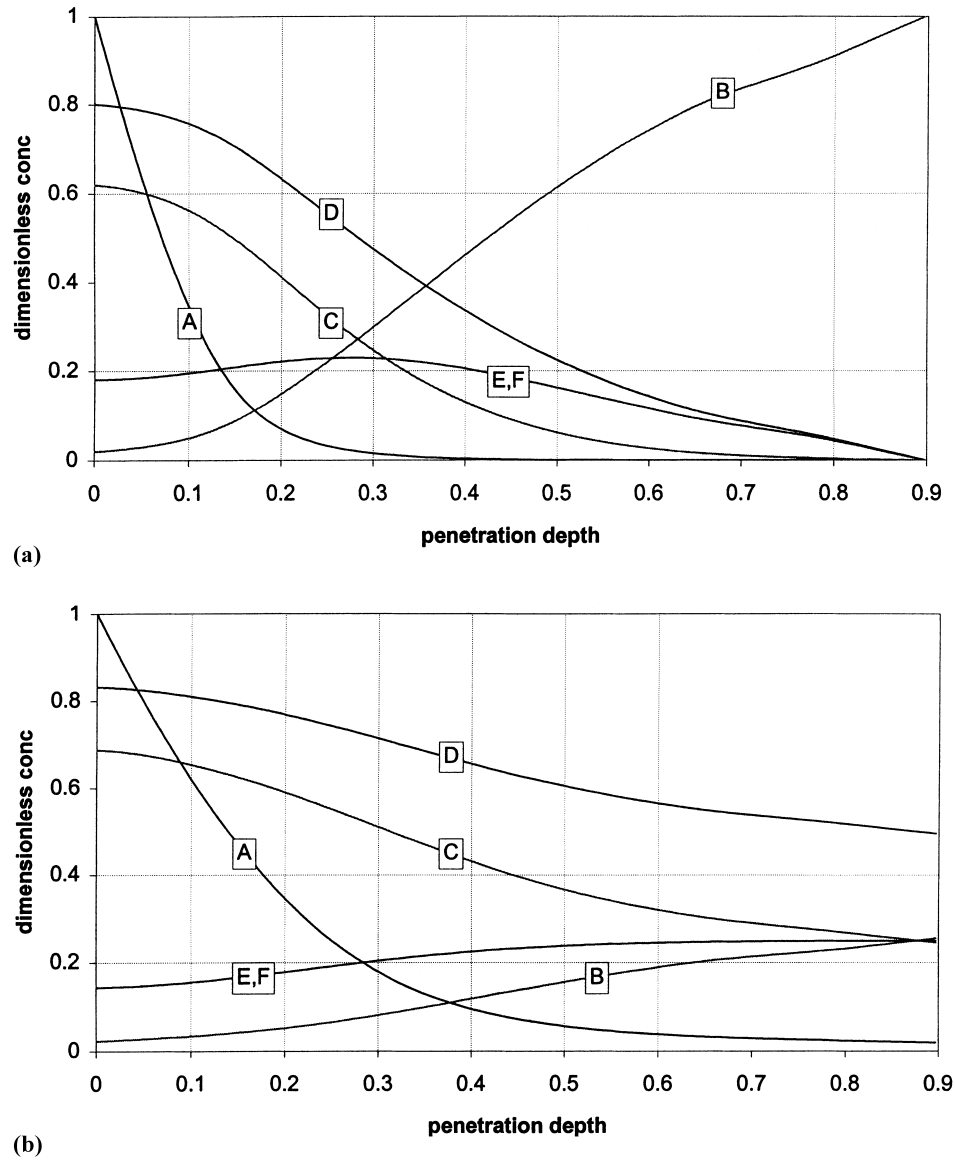 1
0.8
0.6
0.4
0.2
0
dimensionless conc
A
B
C
D
E,F
0 0.1 0.2 0.3 0.4 0.5 0.6 0.7 0.8 0.9
penetration depth
(a)
1
0.8
0.6
0.4
0.2
0
dimensionless conc
D
C
A
E,F
B
0 0.1 0.2 0.3 0.4 0.5 0.6 0.7 0.8 0.9
penetration depth
(b)